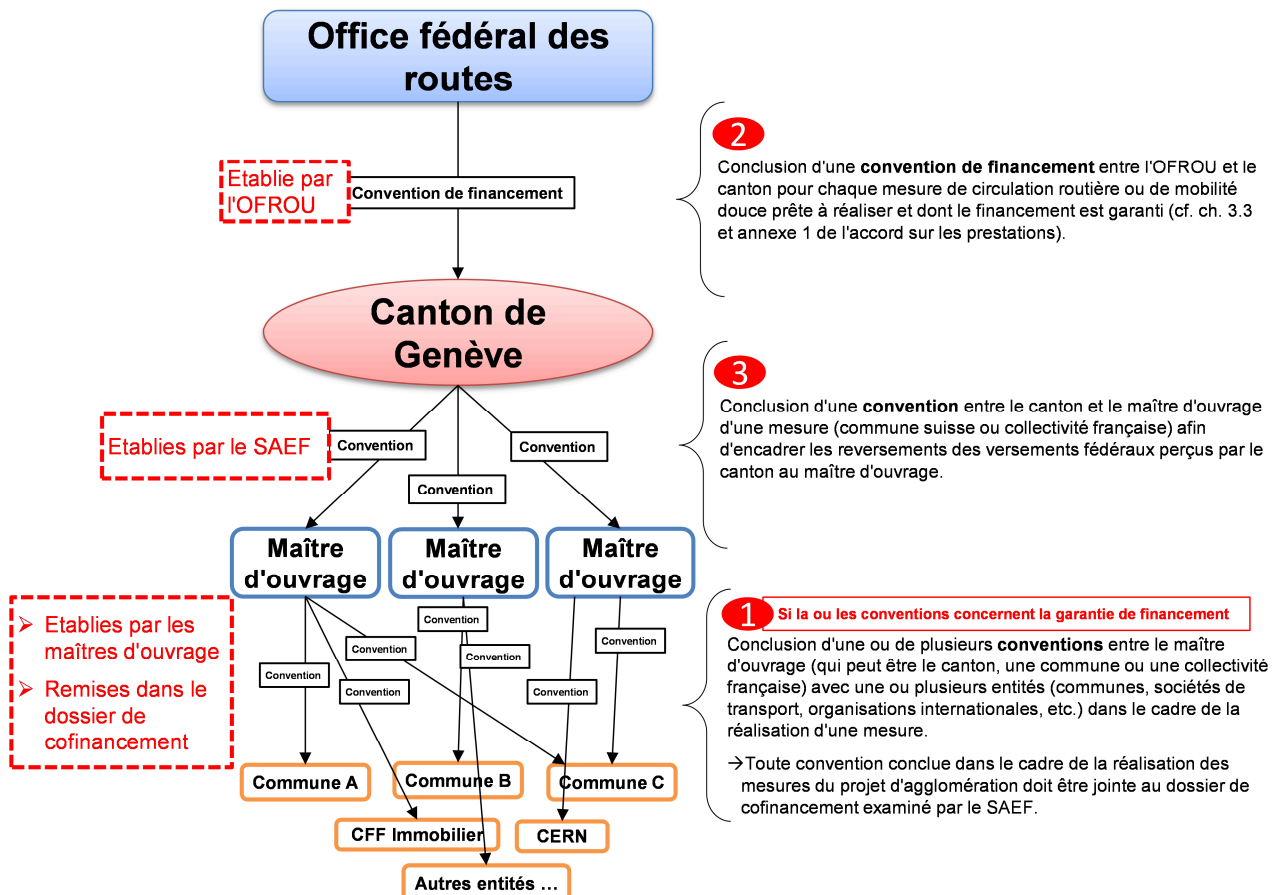 Office fédéral des
routes
2
Conclusion d'une convention de financement entre l'OFROU et le
canton pour chaque mesure de circulation routière ou de mobilité
douce prête à réaliser et dont le financement est garanti (cf. ch. 3.3
et annexe 1 de l'accord sur les prestations).
Etablie par
l'OFROU
Convention de financement
Canton de
Genève
3
Conclusion d'une convention entre le canton et le maître d'ouvrage
d'une mesure (commune suisse ou collectivité française) afin
d'encadrer les reversements des versements fédéraux perçus par le
canton au maître d'ouvrage.
Etablies par le SAEF
Convention
Convention
Convention
Maître
d'ouvrage
Maître
d'ouvrage
Maître
d'ouvrage
1
Si la ou les conventions concernent la garantie de financement
Conclusion d'une ou de plusieurs conventions entre le maître
d'ouvrage (qui peut être le canton, une commune ou une collectivité
française) avec une ou plusieurs entités (communes, sociétés de
transport, organisations internationales, etc.) dans le cadre de la
réalisation d'une mesure.
→Toute convention conclue dans le cadre de la réalisation des
mesures du projet d'agglomération doit être jointe au dossier de
cofinancement examiné par le SAEF.
➢ Etablies par les
maîtres d'ouvrage
➢ Remises dans le
dossier de
cofinancement
Convention
Convention
Convention
Convention
Convention
Convention
Convention
Commune A
Commune B
Commune C
CFF Immobilier
CERN
Autres entités ...